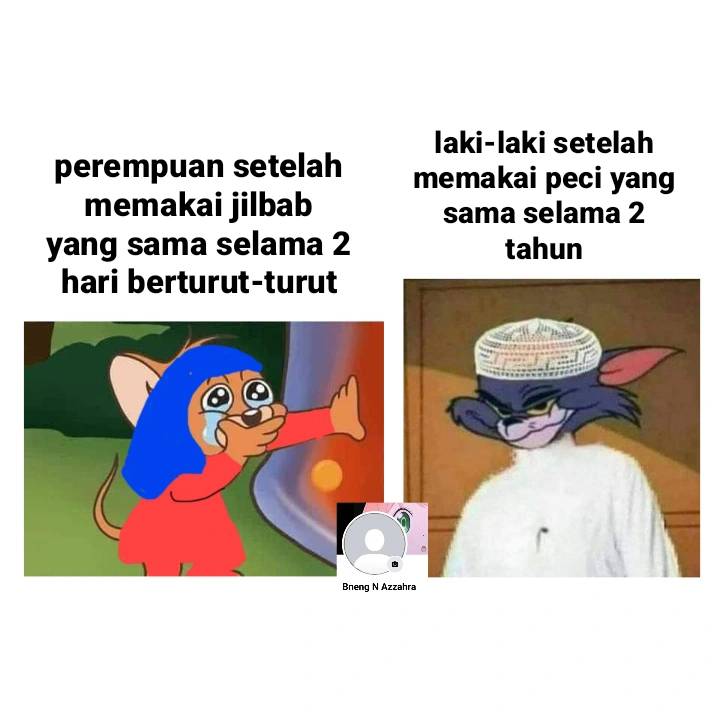 perempuan setelah
memakai jilbab
yang sama selama 2
hari berturut-turut
laki-laki setelah
memakai peci yang
sama selama 2
tahun
Bneng N Azzahra